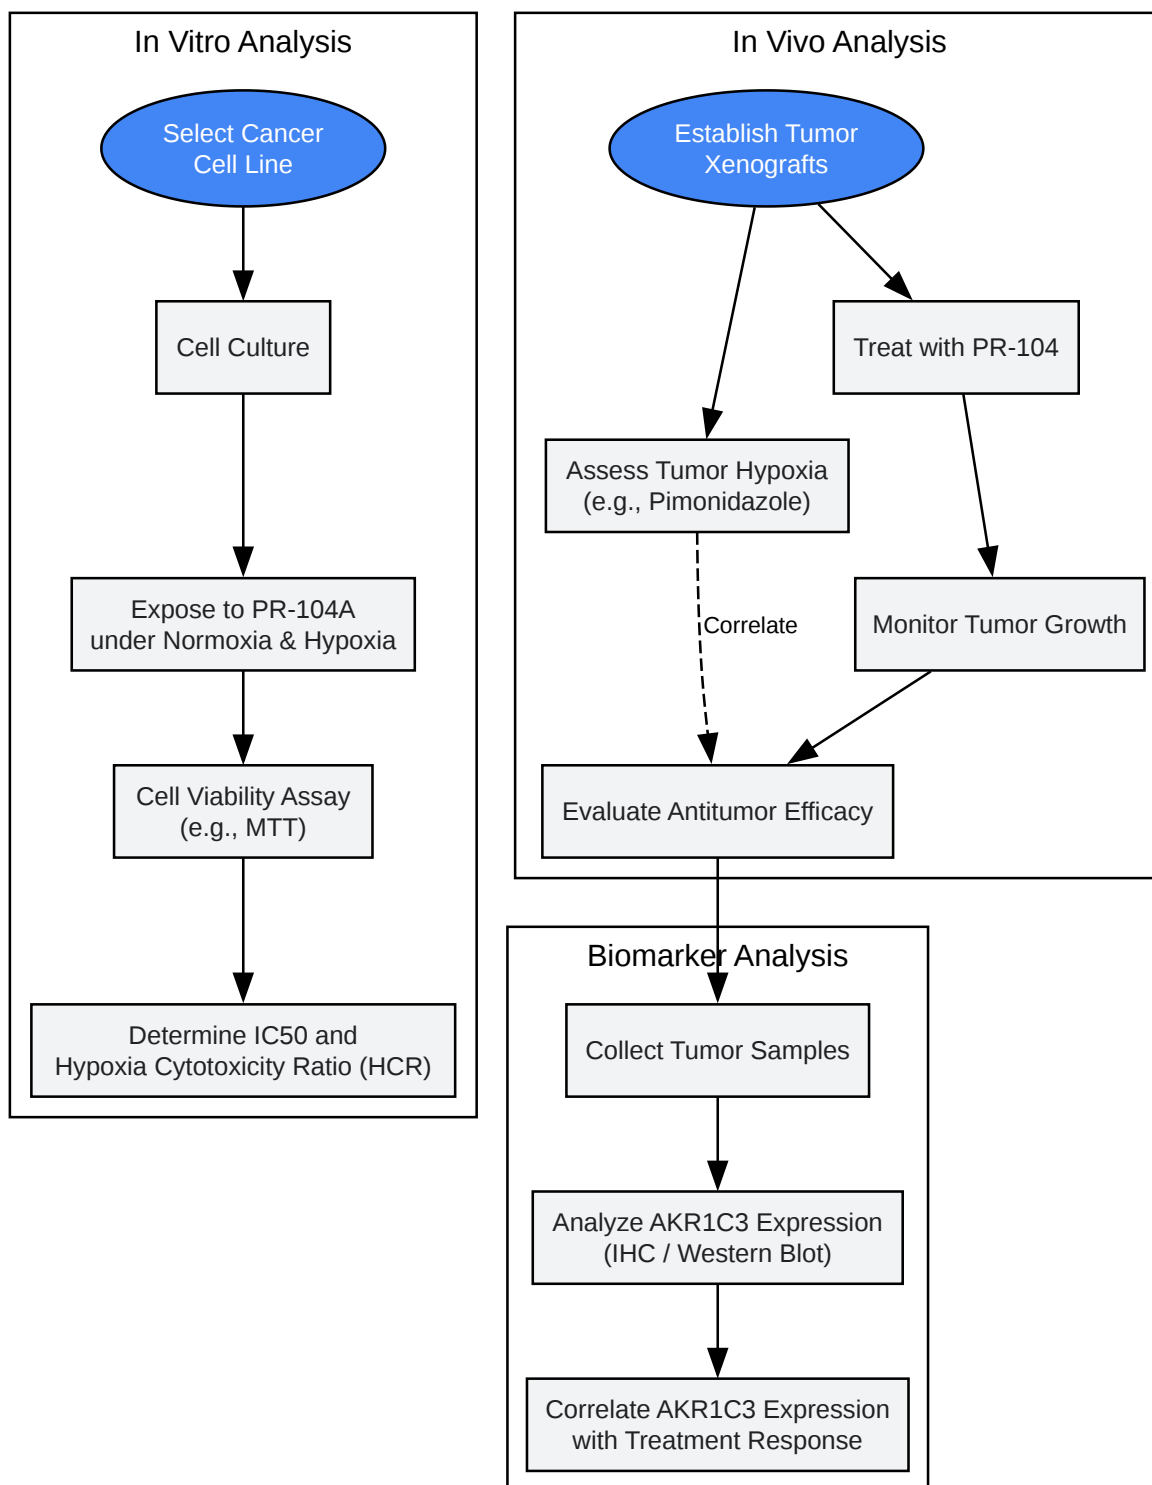 In Vitro Analysis
Select Cancer
Cell Line
Cell Culture
Expose to PR-104A
under Normoxia & Hypoxia
Cell Viability Assay
(e.g., MTT)
Determine IC50 and
Hypoxia Cytotoxicity Ratio (HCR)
In Vivo Analysis
Establish Tumor
Xenografts
Treat with PR-104
Assess Tumor Hypoxia
(e.g., Pimonidazole)
Correlate
Monitor Tumor Growth
Evaluate Antitumor Efficacy
Biomarker Analysis
Collect Tumor Samples
Analyze AKR1C3 Expression
(IHC / Western Blot)
Correlate AKR1C3 Expression
with Treatment Response